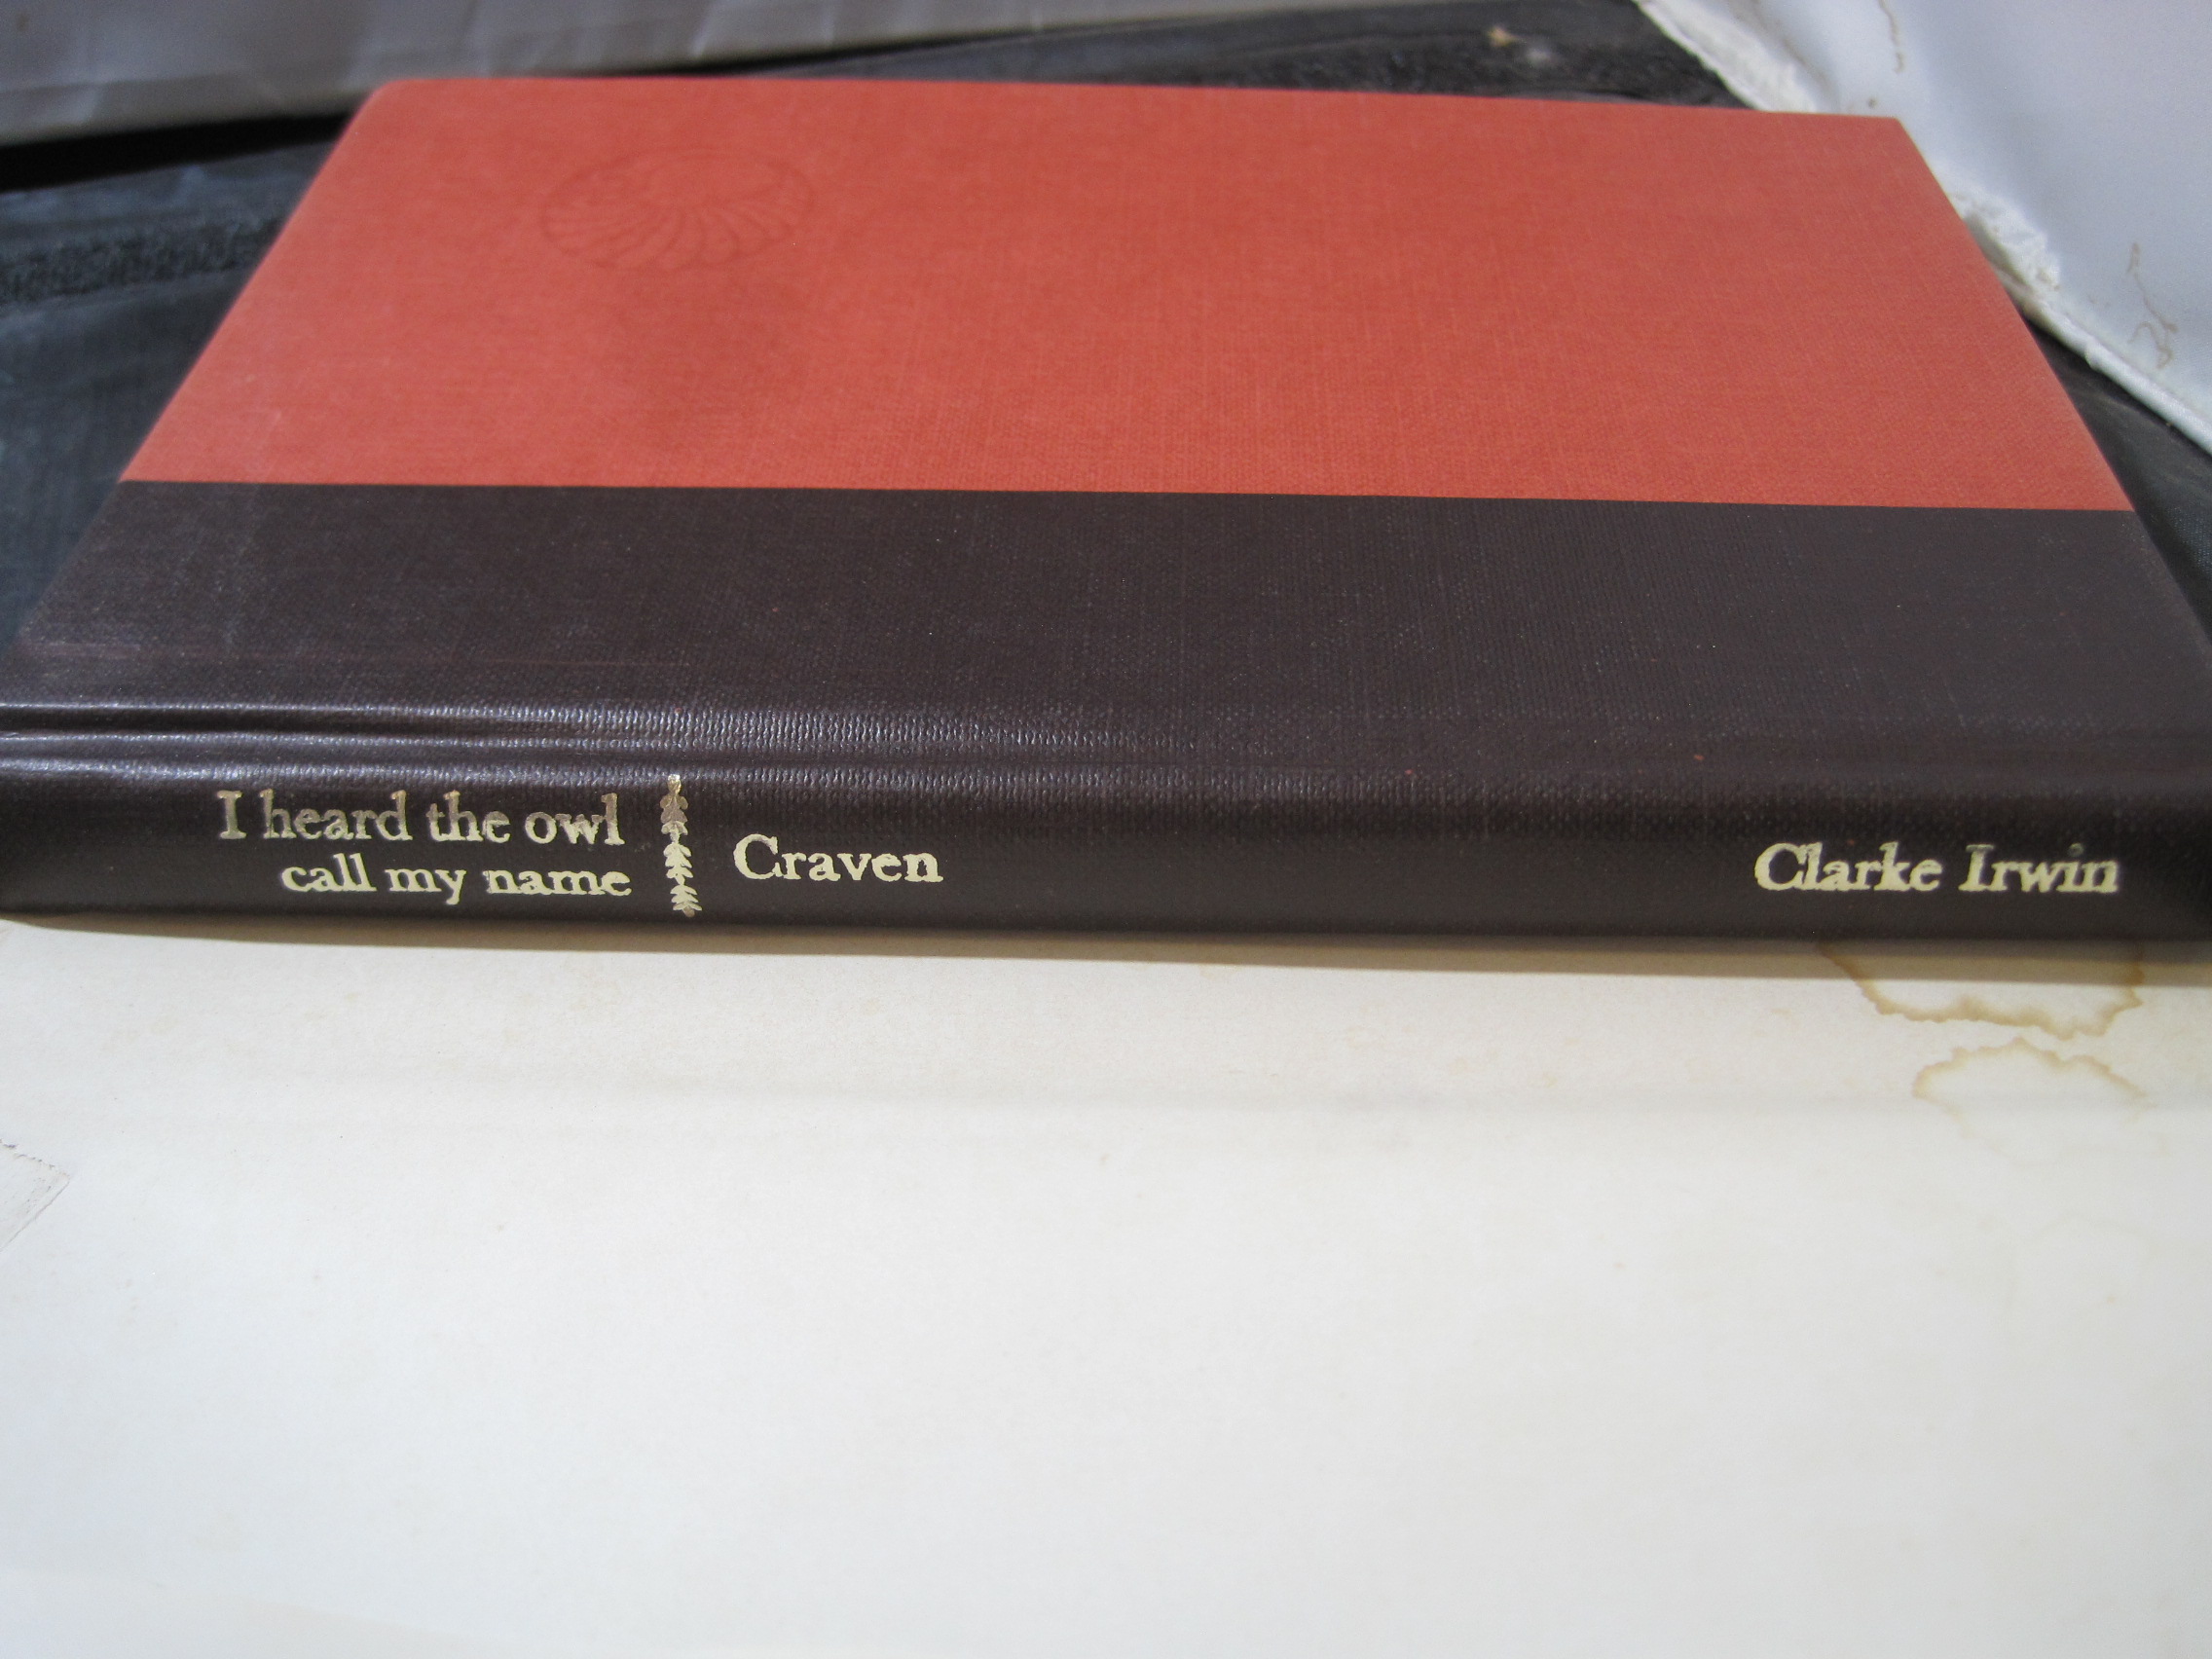 I heard the owl
call my name
Craven
Clarke Irwin